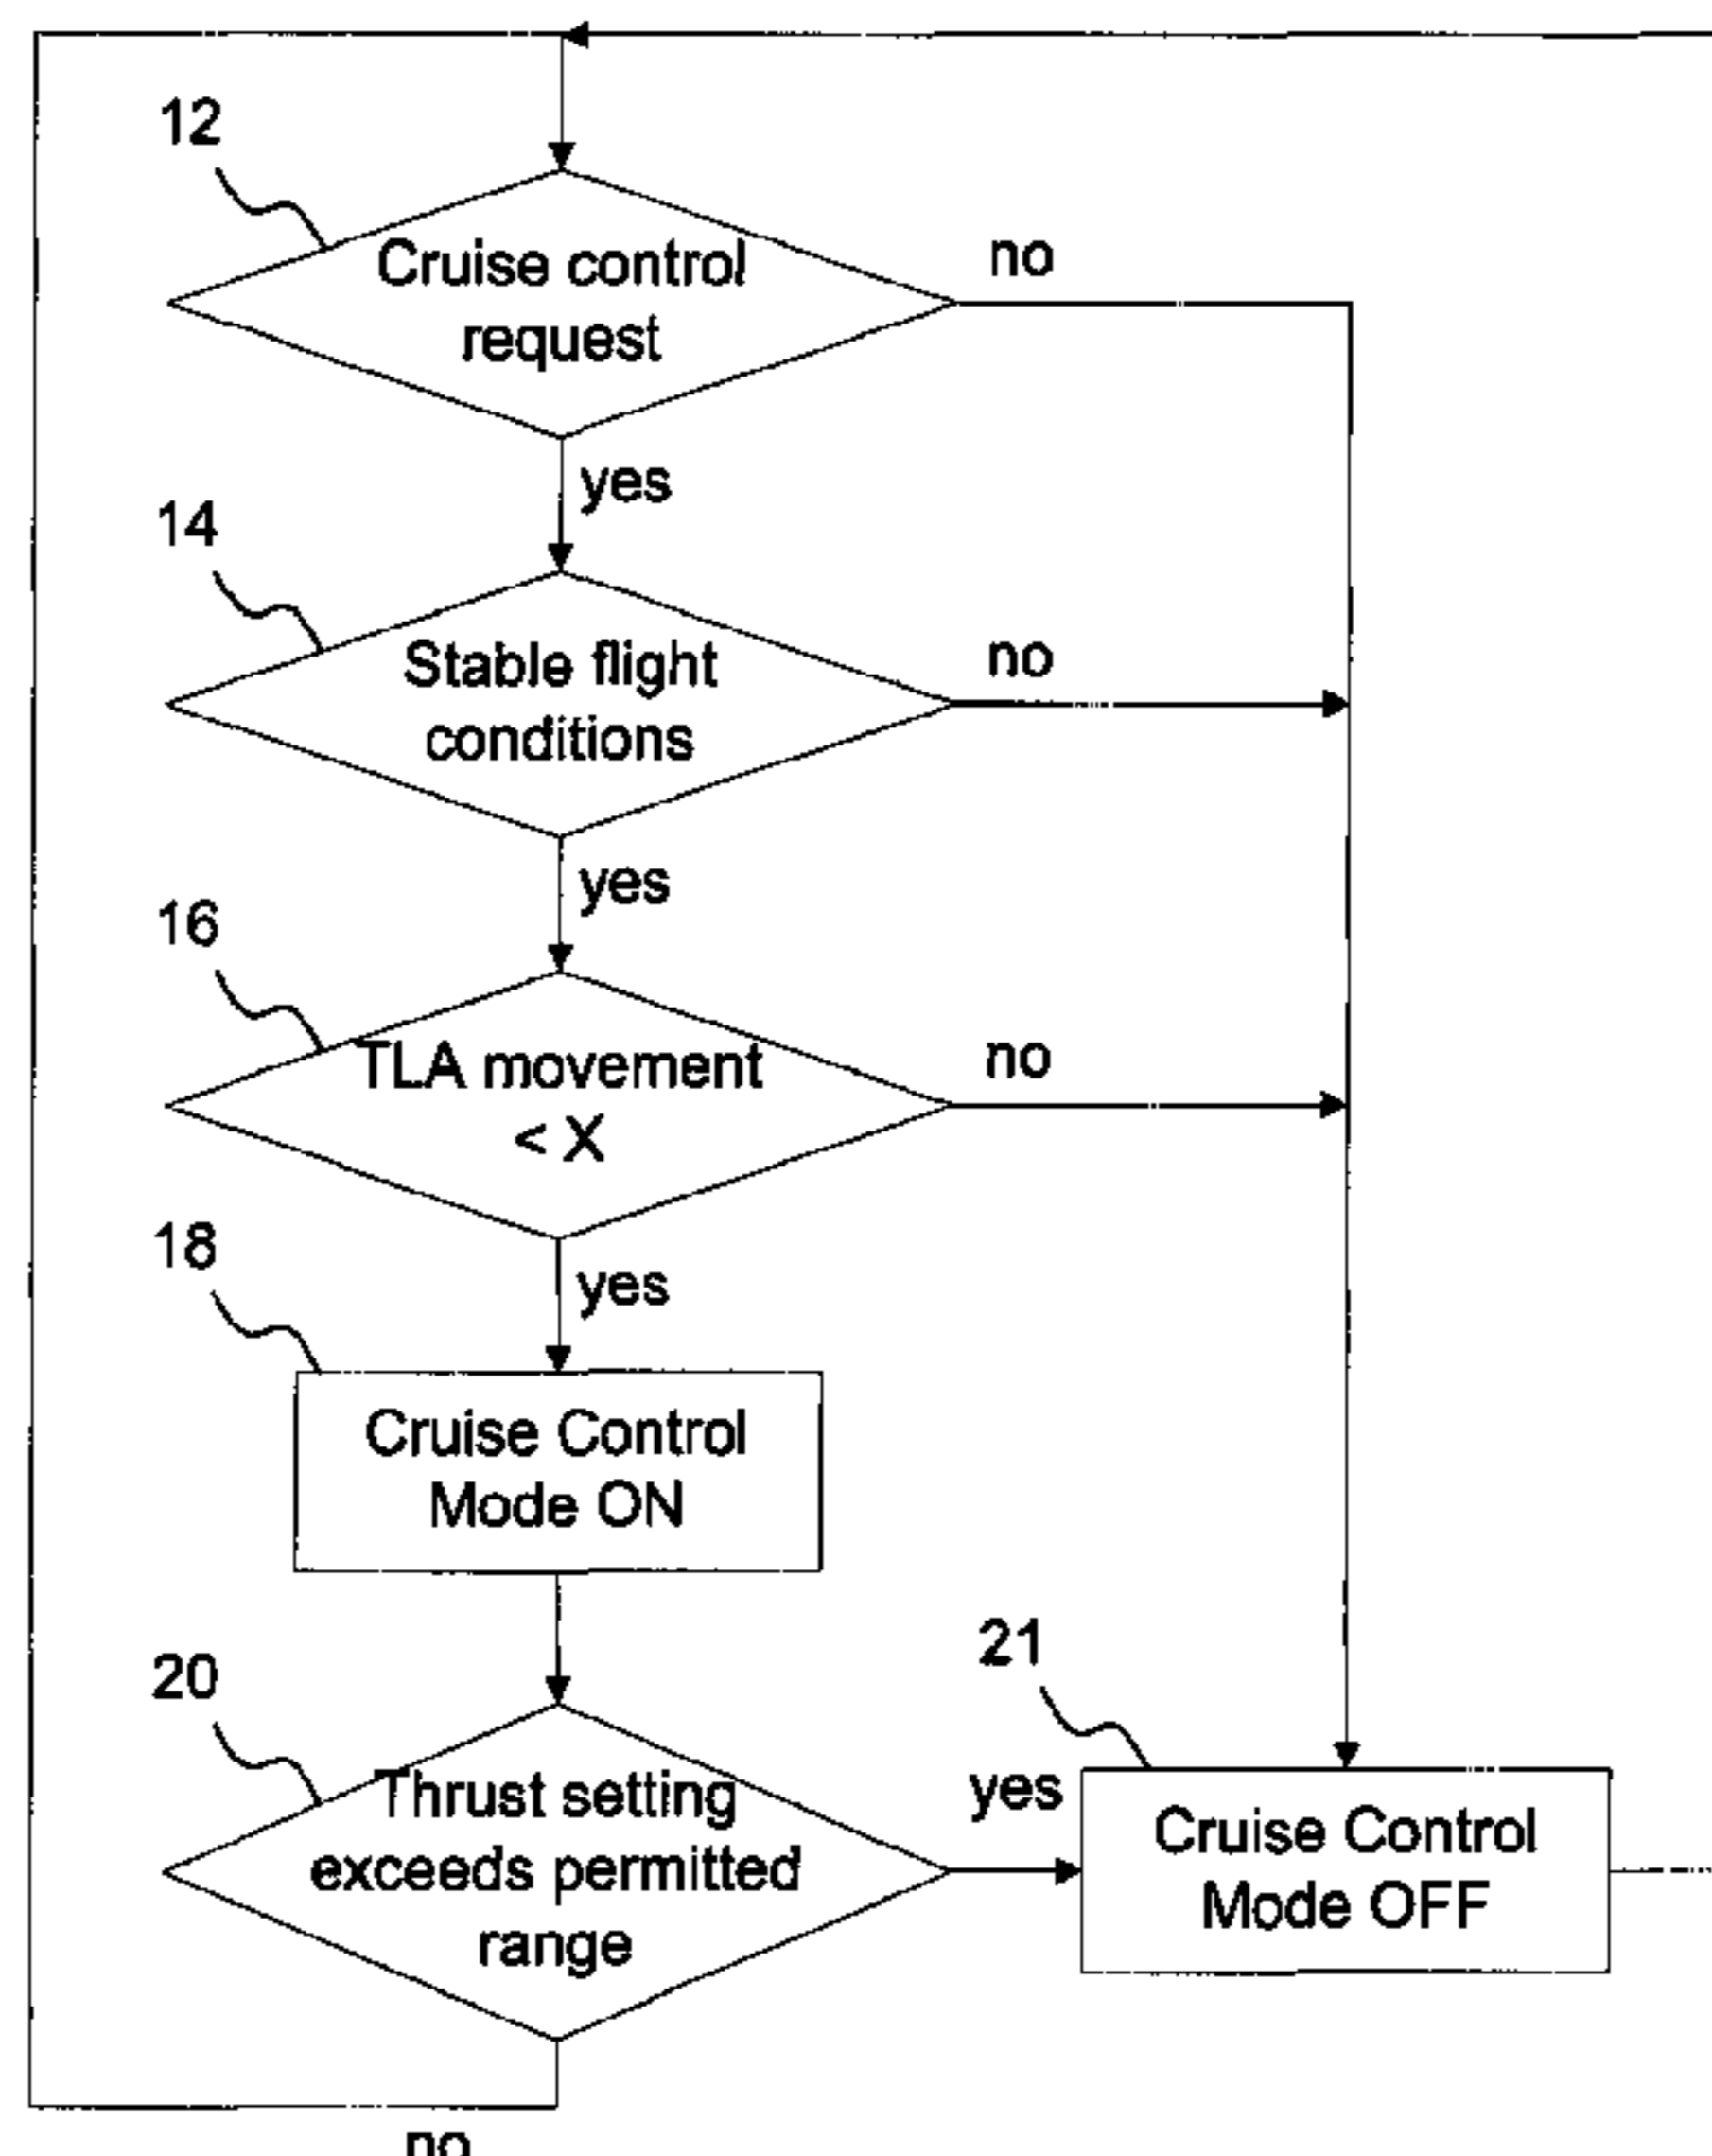 12
Cruise control
request
no
yes
14
Stable flight
conditions
no
yes
16
TLA movement
< X
no
yes
18
Cruise Control
Mode ON
20
Thrust setting
exceeds permitted
range
yes
21
Cruise Control
Mode OFF
no